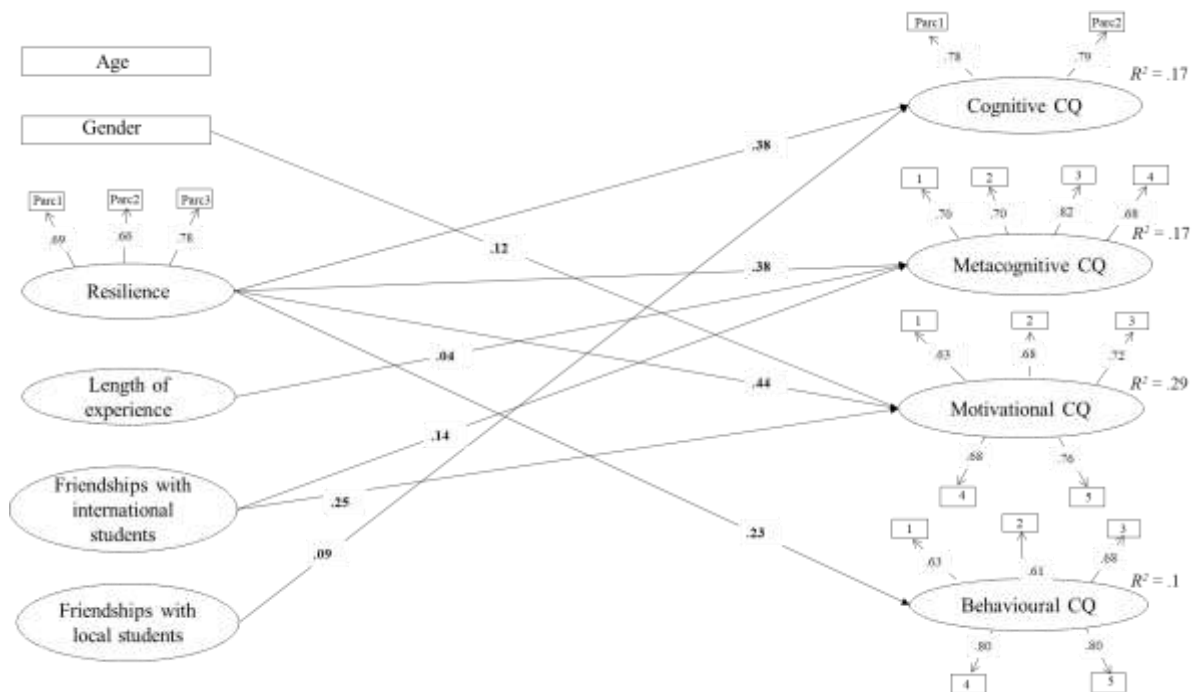 Age
Gender
Parc1
Parc2
Parc3
.69
.66
.78
Resilience
Length of
experience
Friendships with
international
students
Friendships with
local students
.38
.12
.38
.04
.44
.14
.25
.23
.09
Parc1
Parc2
.78
.79
R² = .17
Cognitive CQ
1
2
3
4
.70
.82
.68
R² = .17
Metacognitive CQ
1
2
3
.63
.68
.72
R² = .29
Motivational CQ
.68
.76
4
5
1
2
3
.63
.61
.68
R² = .1
Behavioural CQ
.80
.80
4
5